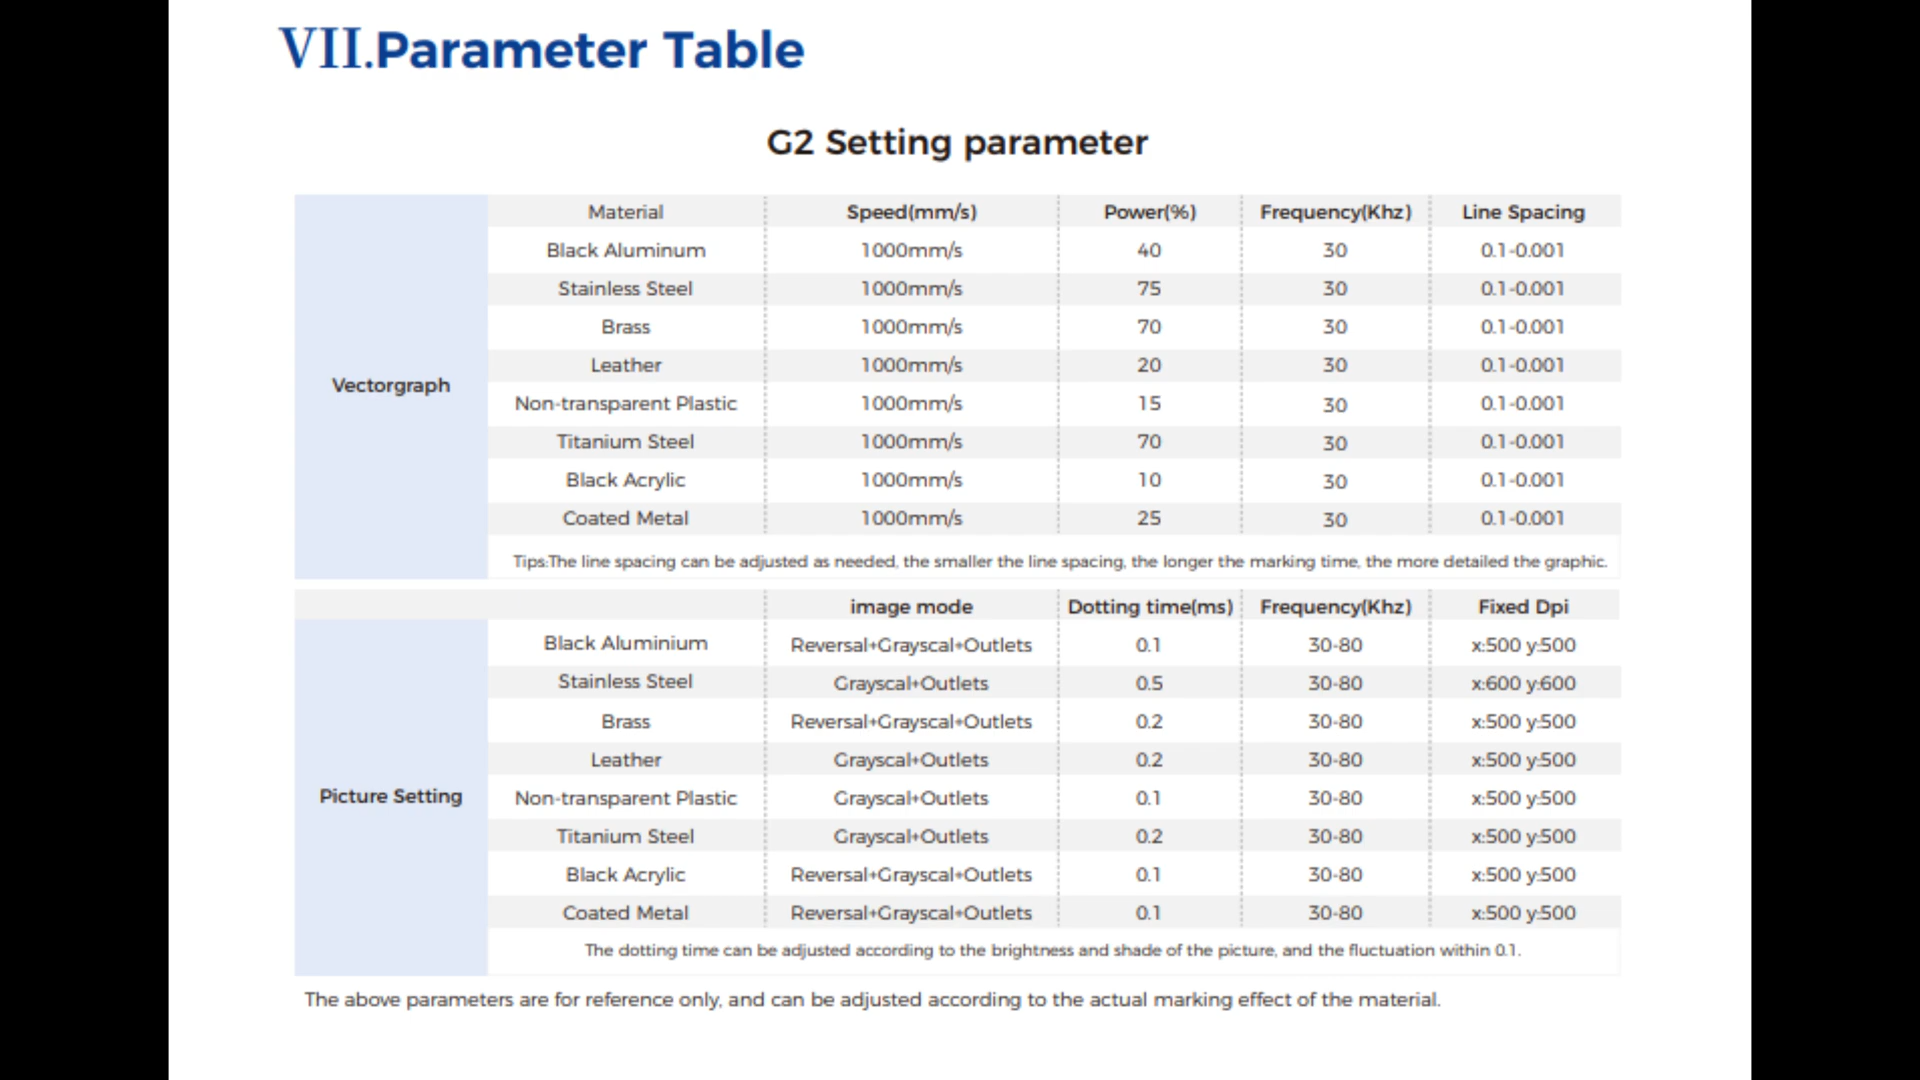 VII.Parameter Table
G2 Setting parameter
Material Speed(mm/s) Power(%) Frequency(Khz) Line Spacing
Black Aluminum 1000mm/s 40 30 0.1-0.001
Stainless Steel 1000mm/s 75 30 0.1-0.001
Brass 1000mm/s 70 30 0.1-0.001
Leather 1000mm/s 20 30 0.1-0.001
Vectorgraph
Non-transparent Plastic 1000mm/s 15 30 0.1-0.001
Titanium Steel 1000mm/s 70 30 0.1-0.001
Black Acrylic 1000mm/s 10 30 0.1-0.001
Coated Metal 1000mm/s 25 30 0.1-0.001
Tips:The line spacing can be adjusted as needed, the smaller the line spacing, the longer the marking time, the more detailed the graphic.
image mode Dotting time(ms) Frequency(Khz) Fixed Dpi
Black Aluminium Reversal+Grayscal+Outlets 0.1 30-80 x:500 y:500
Stainless Steel Grayscal+Outlets 0.5 30-80 x:600 y:600
Brass Reversal+Grayscal+Outlets 0.2 30-80 x:500 y:500
Leather Grayscal+Outlets 0.2 30-80 x:500 y:500
Picture Setting Non-transparent Plastic Grayscal+Outlets 0.1 30-80 x:500 y:500
Titanium Steel Grayscal+Outlets 0.2 30-80 x:500 y:500
Black Acrylic Reversal+Grayscal+Outlets 0.1 30-80 x:500 y:500
Coated Metal Reversal+Grayscal+Outlets 0.1 30-80 x:500 y:500
The dotting time can be adjusted according to the brightness and shade of the picture, and the fluctuation within 0.1.
The above parameters are for reference only, and can be adjusted according to the actual marking effect of the material.